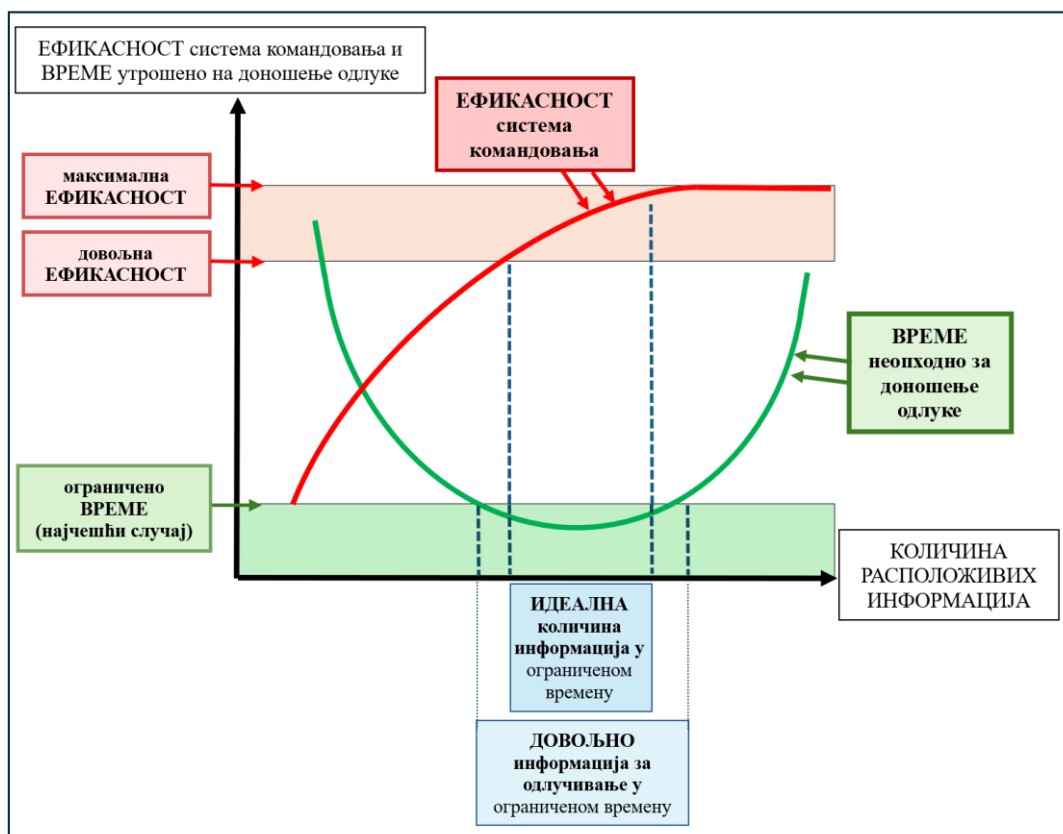 ЕФИКАСНОСТ система командовања и
ВРЕМЕ утрошено на доношење одлуке
ЕФИКАСНОСТ
система
командовања
максимална
ЕФИКАСНОСТ
довољна
ЕФИКАСНОСТ
ВРЕМЕ
неопходно за
доношење
одлуке
ограничено
ВРЕМЕ
(најчешћи случај)
КОЛИЧИНА
РАСПОЛОЖИВИХ
ИНФОРМАЦИЈА
ИДЕАЛНА
количина
информација у
ограниченом
времену
ДОВОЉНО
информација за
одлучивање у
ограниченом времену